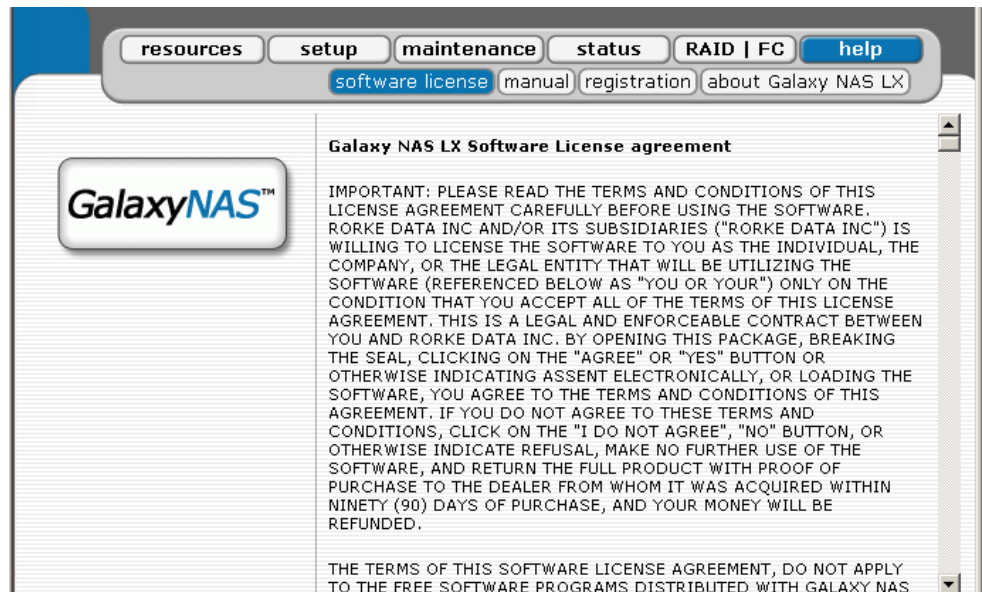 resources setup maintenance status RAID | FC help
software license manual registration about Galaxy NAS LX
GalaxyNAS™
Galaxy NAS LX Software License agreement
IMPORTANT: PLEASE READ THE TERMS AND CONDITIONS OF THIS
LICENSE AGREEMENT CAREFULLY BEFORE USING THE SOFTWARE.
RORKE DATA INC AND/OR ITS SUBSIDIARIES ("RORKE DATA INC") IS
WILLING TO LICENSE THE SOFTWARE TO YOU AS THE INDIVIDUAL, THE
COMPANY, OR THE LEGAL ENTITY THAT WILL BE UTILIZING THE
SOFTWARE (REFERENCED BELOW AS "YOU OR YOUR") ONLY ON THE
CONDITION THAT YOU ACCEPT ALL OF THE TERMS OF THIS LICENSE
AGREEMENT. THIS IS A LEGAL AND ENFORCEABLE CONTRACT BETWEEN
YOU AND RORKE DATA INC. BY OPENING THIS PACKAGE, BREAKING
THE SEAL, CLICKING ON THE "AGREE" OR "YES" BUTTON OR
OTHERWISE INDICATING ASSENT ELECTRONICALLY, OR LOADING THE
SOFTWARE, YOU AGREE TO THE TERMS AND CONDITIONS OF THIS
AGREEMENT. IF YOU DO NOT AGREE TO THESE TERMS AND
CONDITIONS, CLICK ON THE "I DO NOT AGREE", "NO" BUTTON, OR
OTHERWISE INDICATE REFUSAL, MAKE NO FURTHER USE OF THE
SOFTWARE, AND RETURN THE FULL PRODUCT WITH PROOF OF
PURCHASE TO THE DEALER FROM WHOM IT WAS ACQUIRED WITHIN
NINETY (90) DAYS OF PURCHASE, AND YOUR MONEY WILL BE
REFUNDED.
THE TERMS OF THIS SOFTWARE LICENSE AGREEMENT, DO NOT APPLY
TO THE FREE SOFTWARE PROGRAMS DISTRIBUTED WITH GALAXY NAS